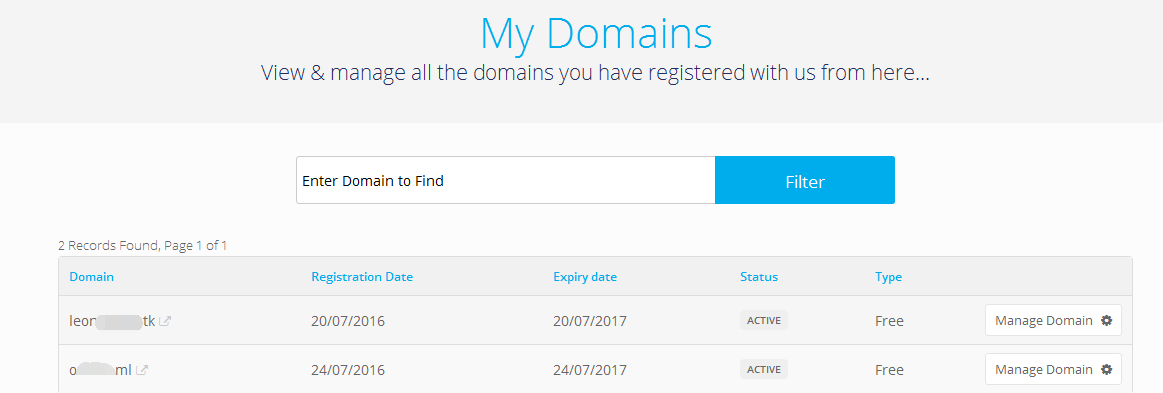 My Domains
View & manage all the domains you have registered with us from here...
Enter Domain to Find Filter
2 Records Found, Page 1 of 1
Domain Registration Date Expiry date Status Type
leon tk 20/07/2016 20/07/2017 ACTIVE Free Manage Domain
o ml 24/07/2016 24/07/2017 ACTIVE Free Manage Domain